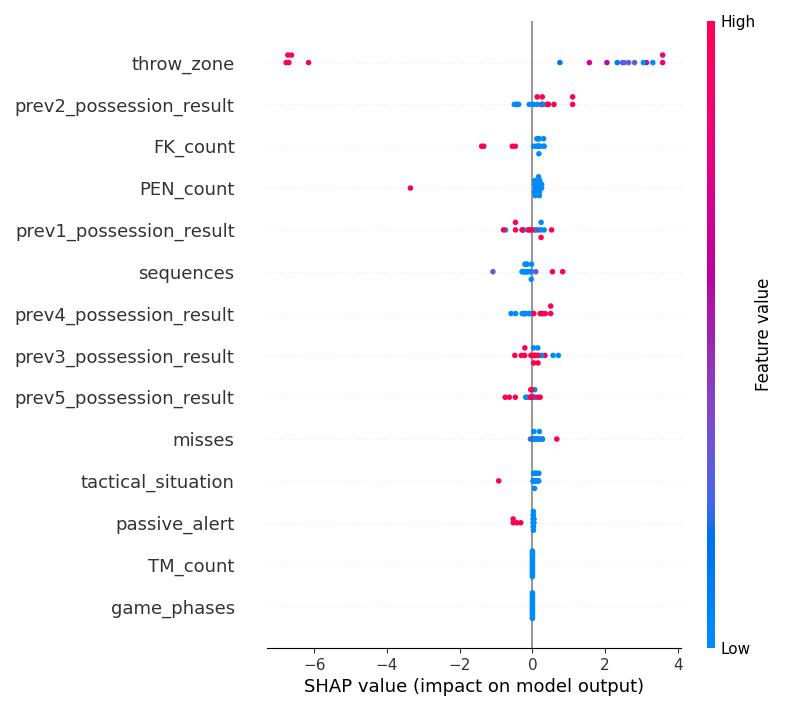 High
throw_zone
prev2_possession_result
FK_count
PEN_count
prev1_possession_result
sequences
prev4_possession_result
prev3_possession_result
prev5_possession_result
misses
tactical_situation
passive_alert
TM_count
game_phases
Feature value
Low
−6 −4 −2 0 2 4
SHAP value (impact on model output)